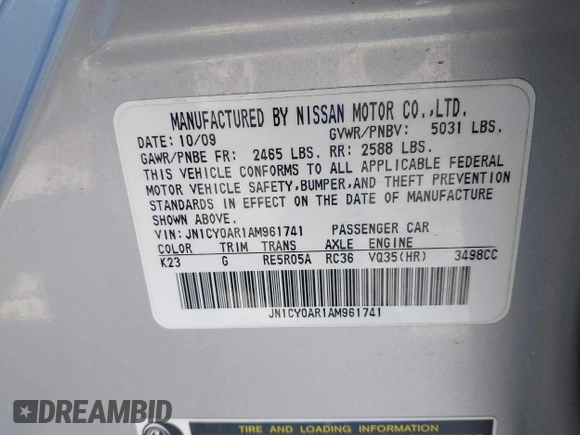 MANUFACTURED BY NISSAN MOTOR CO.,LTD.
DATE: 10/09 GVWR/PNBV: 5031 LBS.
GAWR/PNBE FR: 2465 LBS. RR: 2588 LBS.
THIS VEHICLE CONFORMS TO ALL APPLICABLE FEDERAL
MOTOR VEHICLE SAFETY,BUMPER,AND THEFT PREVENTION
STANDARDS IN EFFECT ON THE DATE OF MANUFACTURE
SHOWN ABOVE.
VIN:JN1CY0AR1AM961741 PASSENGER CAR
COLOR TRIM TRANS AXLE ENGINE
K23 G RE5R05A RC36 VQ35(HR) 3498CC
JN1CY0AR1AM961741
TIRE AND LOADING INFORMATION
#DREAMBID